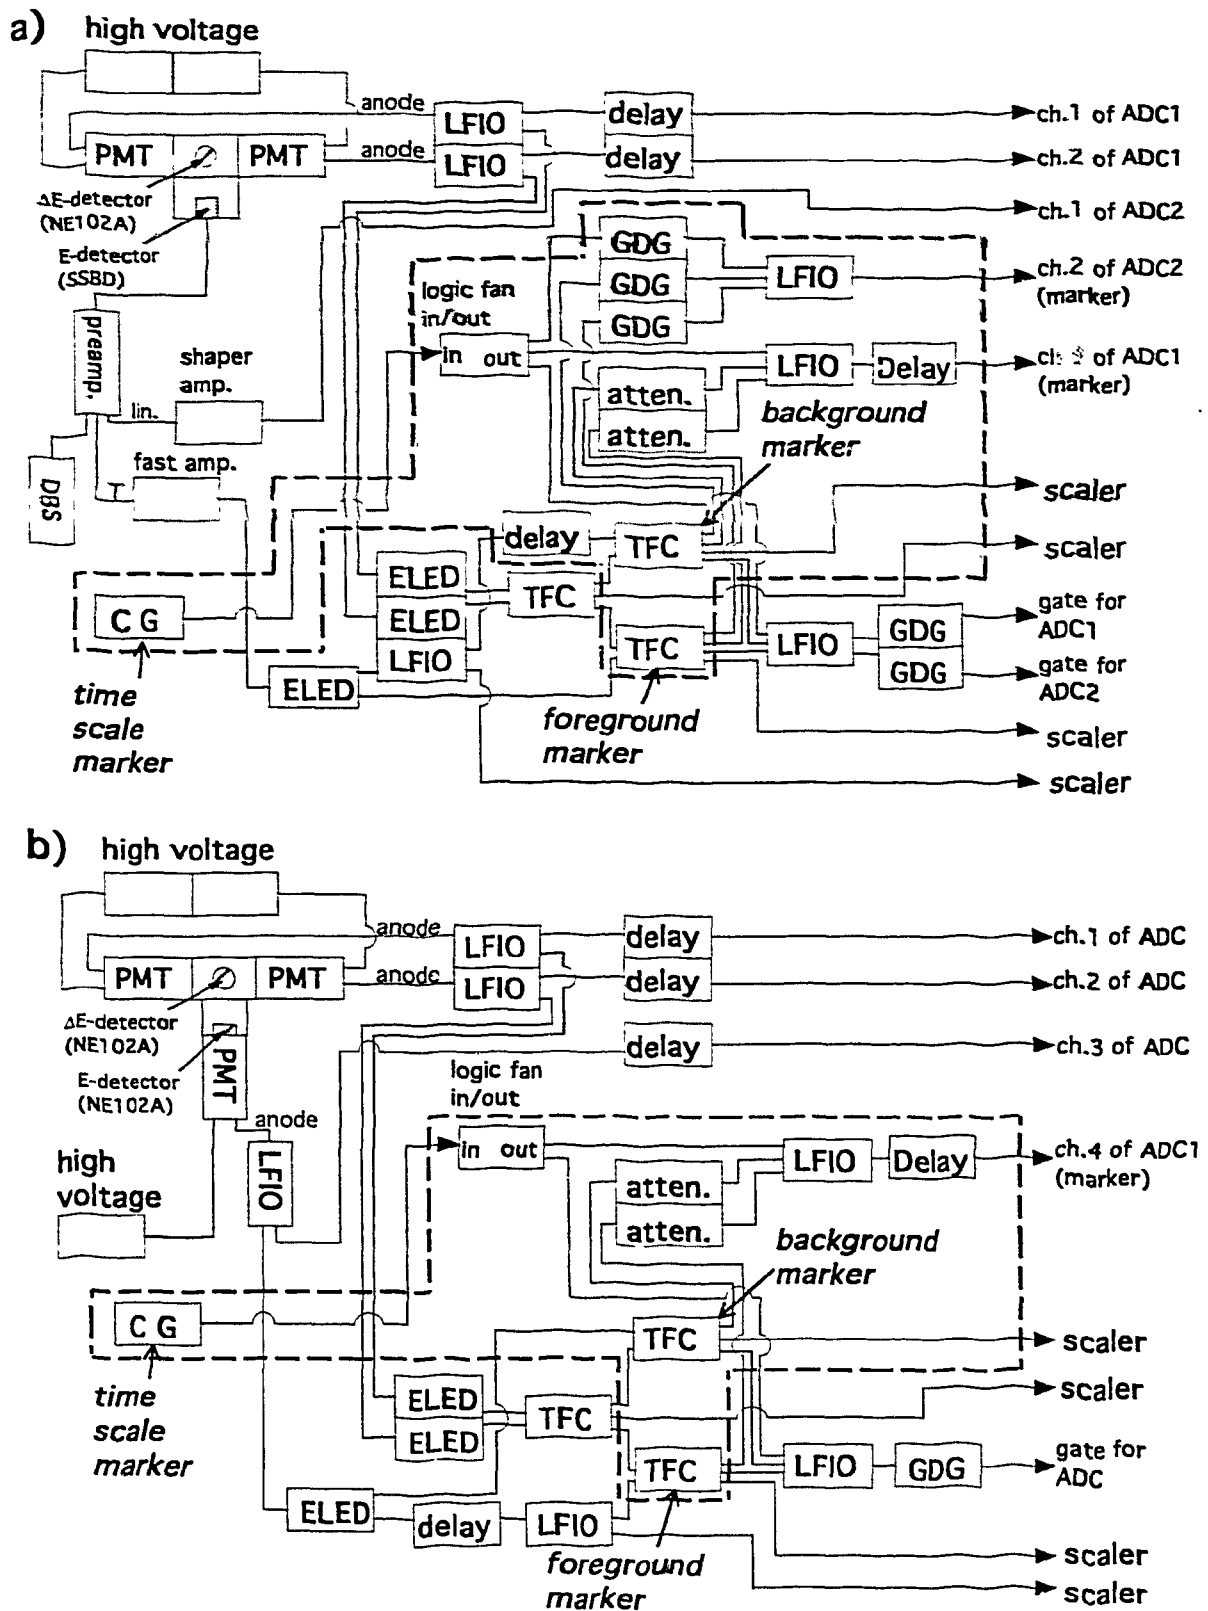 a)
high voltage
anode
LFIO
delay
ch.1 of ADC1
PMT
PMT
anode
LFIO
delay
ch.2 of ADC1
ΔE-detector
(NE102A)
ch.1 of ADC2
E-detector
(SSBD)
GDG
GDG
GDG
LFIO
ch.2 of ADC2
(marker)
logic fan
in/out
in out
preamp.
shaper
amp.
lin.
LFIO
Delay
of ADC1
(marker)
atten.
atten.
background
marker
fast amp.
DBS
scaler
delay
TFC
scaler
ELED
ELED
LFIO
TFC
C G
TFC
LFIO
GDG
GDG
gate for
ADC1
gate for
ADC2
ELED
time
scale
marker
foreground
marker
scaler
scaler
b)
high voltage
anode
LFIO
delay
ch.1 of ADC
PMT
PMT
anode
LFIO
delay
ch.2 of ADC
ΔE-detector
(NE102A)
delay
ch.3 of ADC
E-detector
(NE102A)
PMT
logic fan
in/out
anode
in out
LFIO
Delay
ch.4 of ADC1
(marker)
high
voltage
LFIO
atten.
atten.
background
marker
C G
TFC
scaler
time
scale
marker
ELED
ELED
TFC
scaler
TFC
LFIO
GDG
gate for
ADC
ELED
delay
LFIO
foreground
marker
scaler
scaler